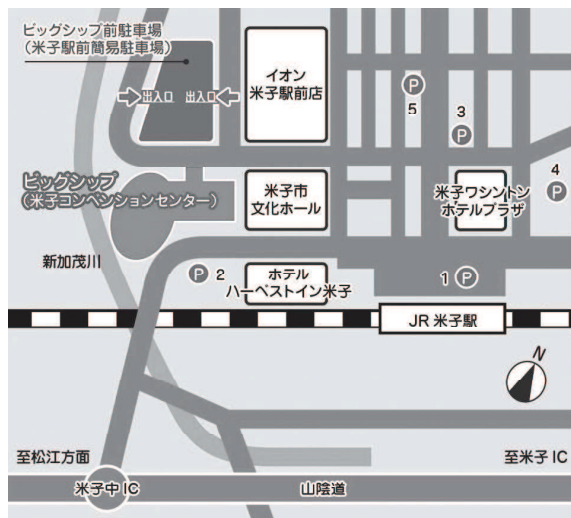 ビッグシップ前駐車場
(米子駅前簡易駐車場)
出入口 出入口
イオン
米子駅前店
P
5
3
P
4
P
ビッグシップ
(米子コンベンションセンター)
米子市
文化ホール
米子ワシントン
ホテルプラザ
新加茂川
P 2
ホテル
ハーベストイン米子
1 P
JR 米子駅
N
至松江方面
至米子 IC
米子中 IC
山陰道